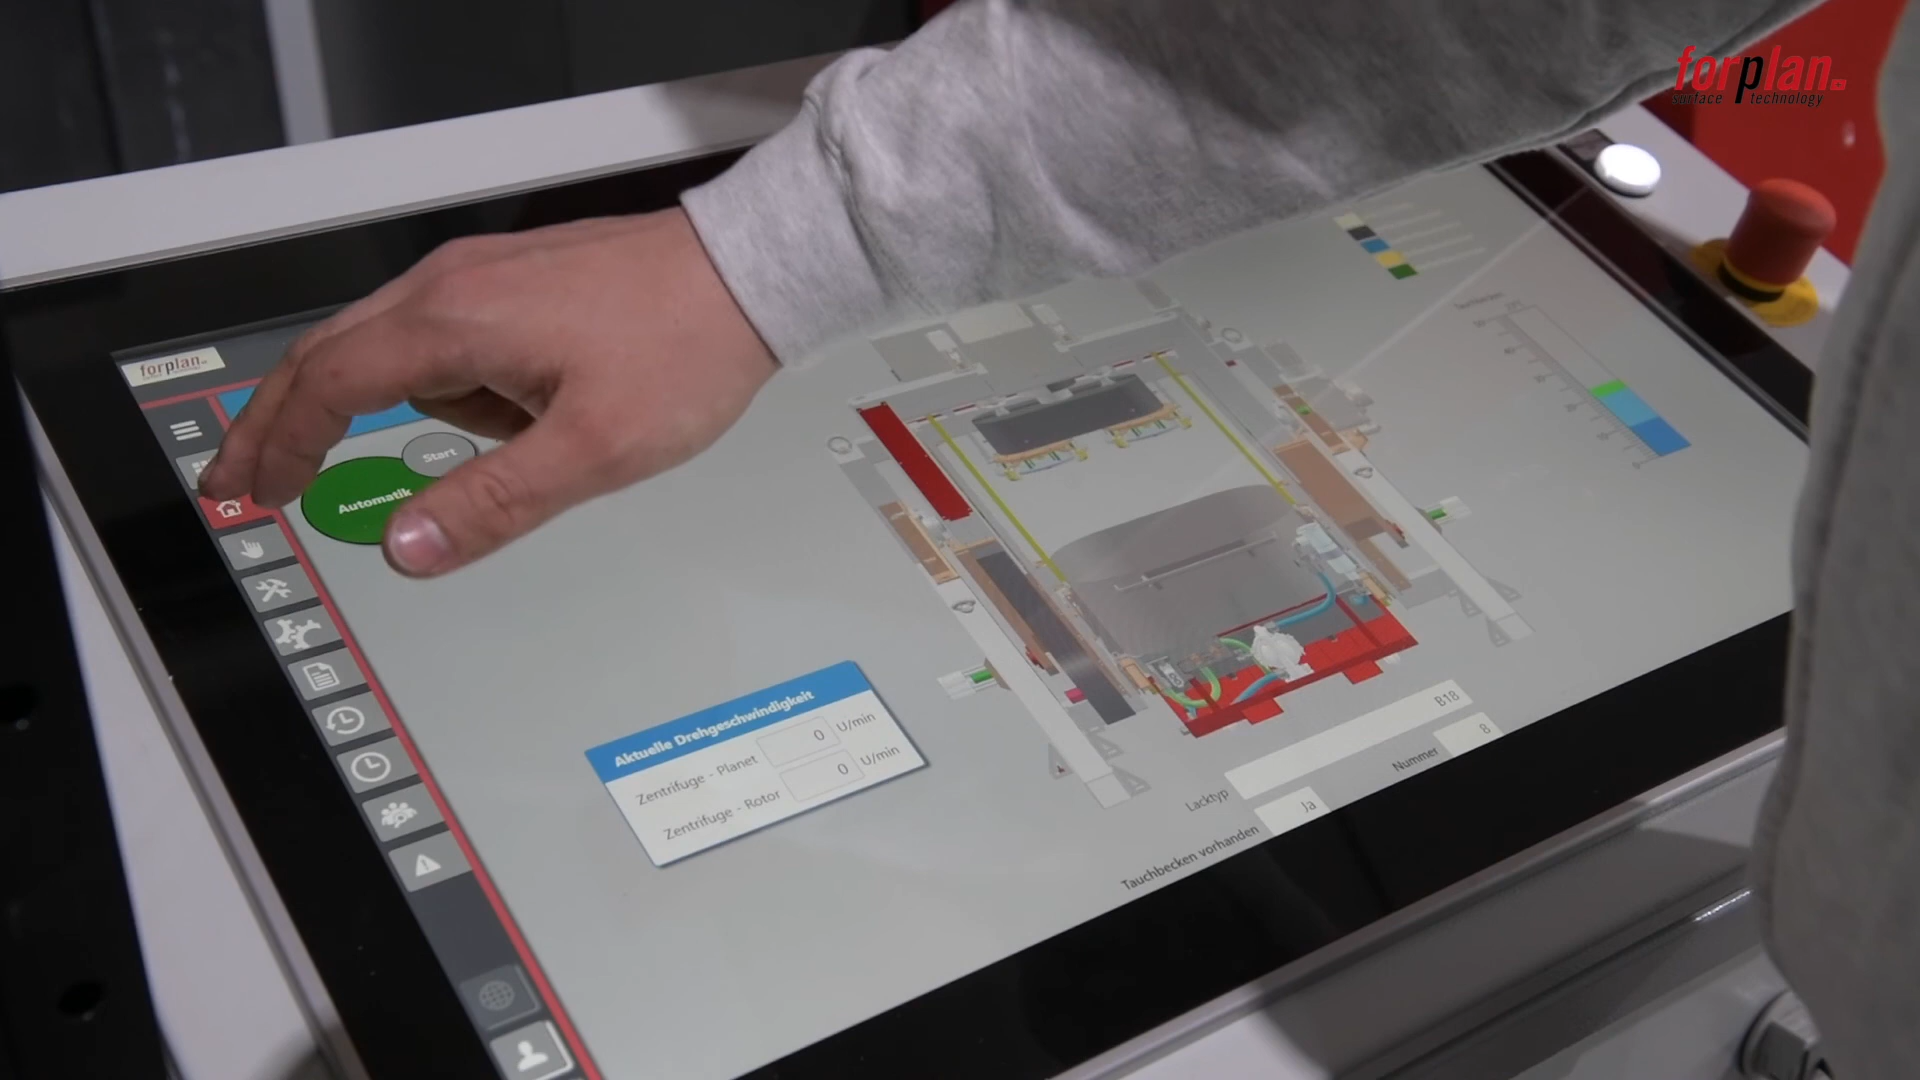 forplan
surface technology
forplan
Start
Automatik
Aktuelle Drehgeschwindigkeit
Zentrifuge - Planet 0 U/min
Zentrifuge - Rotor 0 U/min
Lacktyp B18
Nummer 8
Tauchbecken vorhanden Ja